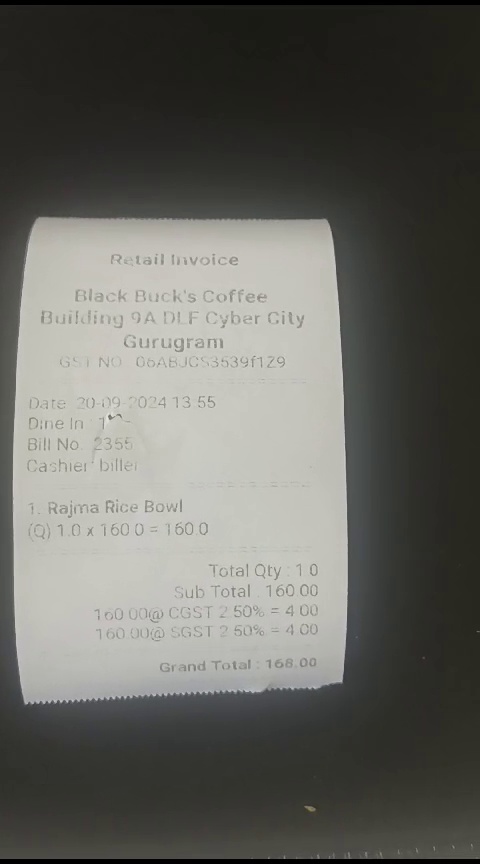 Retail Invoice
Black Buck's Coffee
Building 9A DLF Cyber City
Gurugram
GST NO 06ABJCS3539f1Z9
Date 20-09-2024 13 55
Dine In :
Bill No. 2355
Cashier biller
1. Rajma Rice Bowl
(Q) 1.0 x 160.0 = 160.0
Total Qty : 1.0
Sub Total : 160.00
160.00@ CGST 2.50% = 4.00
160.00@ SGST 2.50% = 4.00
Grand Total : 168.00